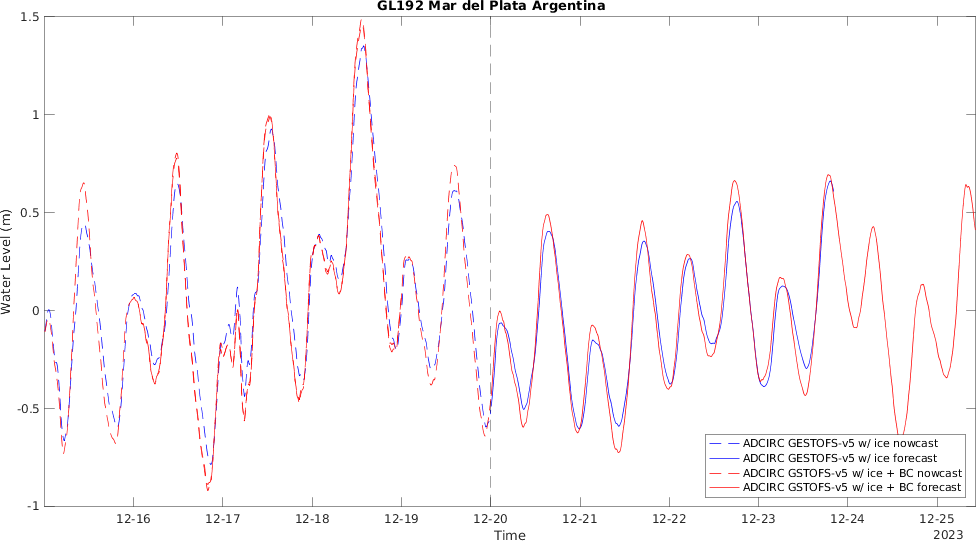 GL192 Mar del Plata Argentina
1.5
1
0.5
0
-0.5
-1
Water Level (m)
ADCIRC GESTOFS-v5 w/ ice nowcast
ADCIRC GESTOFS-v5 w/ ice forecast
ADCIRC GSTOFS-v5 w/ ice + BC nowcast
ADCIRC GSTOFS-v5 w/ ice + BC forecast
12-16 12-17 12-18 12-19 12-20 12-21 12-22 12-23 12-24 12-25
Time
2023